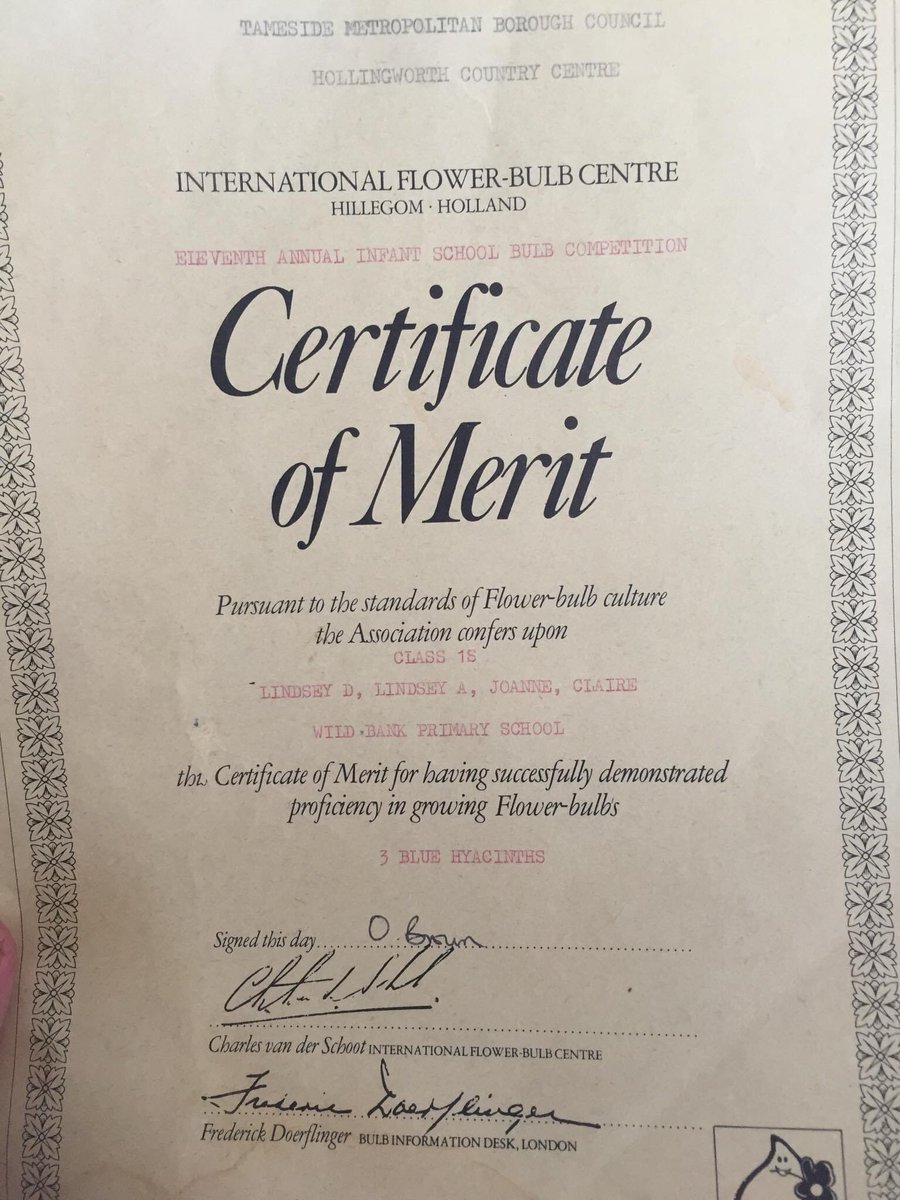 TAMESIDE METROPOLITAN BOROUGH COUNCIL
HOLLINGWORTH COUNTRY CENTRE
INTERNATIONAL FLOWER-BULB CENTRE
HILLEGOM · HOLLAND
ELEVENTH ANNUAL INFANT SCHOOL BULB COMPETITION
Certificate
of Merit
Pursuant to the standards of Flower-bulb culture
the Association confers upon
CLASS 1S
LINDSEY D, LINDSEY A, JOANNE, CLAIRE
WILD BANK PRIMARY SCHOOL
the Certificate of Merit for having successfully demonstrated
proficiency in growing Flower-bulbs
3 BLUE HYACINTHS
Signed this day
Charles van der Schoot INTERNATIONAL FLOWER-BULB CENTRE
Frederic Doerflinger
Frederick Doerflinger BULB INFORMATION DESK, LONDON